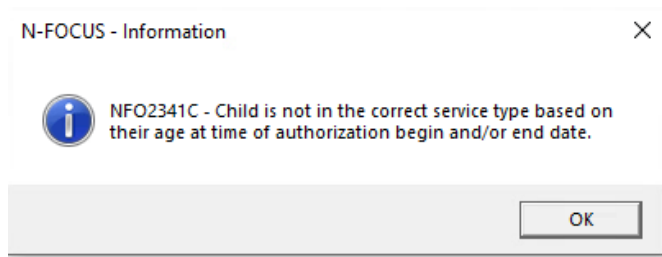 N-FOCUS - Information
NFO2341C - Child is not in the correct service type based on
their age at time of authorization begin and/or end date.
OK